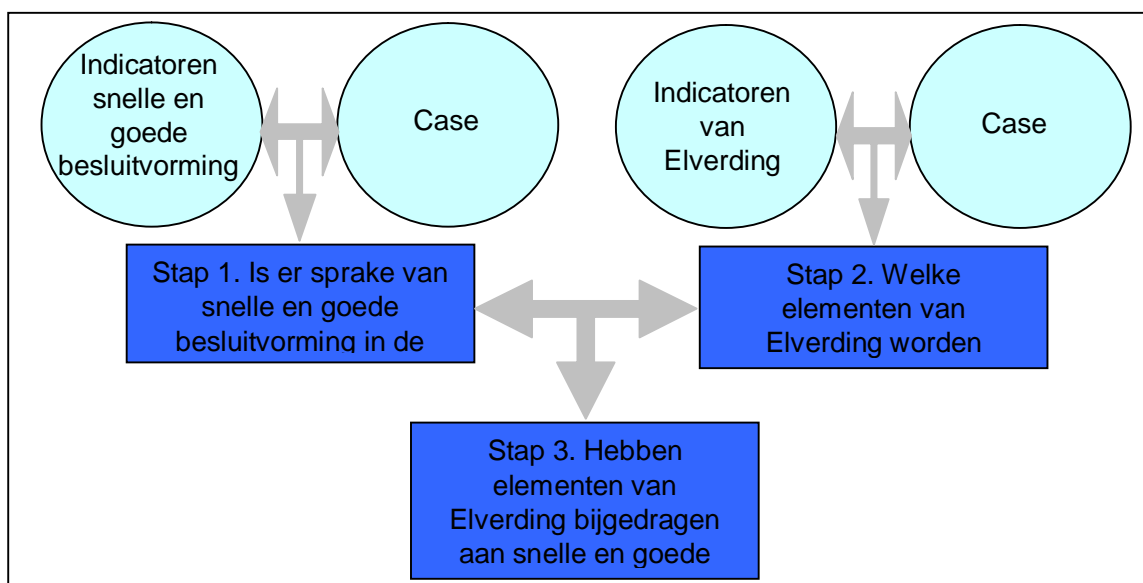 Indicatoren
snelle en
goede
besluitvorming
Case
Indicatoren
van
Elverding
Case
Stap 1. Is er sprake van
snelle en goede
besluitvorming in de
Stap 2. Welke
elementen van
Elverding worden
Stap 3. Hebben
elementen van
Elverding bijgedragen
aan snelle en goede